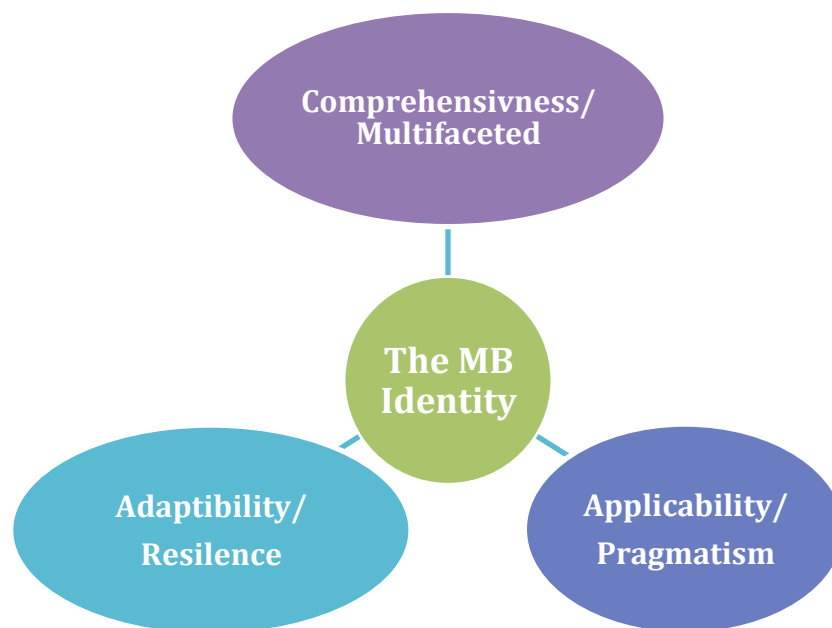 Comprehensivness/
Multifaceted
The MB
Identity
Adaptibility/
Resilence
Applicability/
Pragmatism